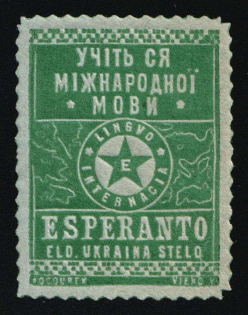 УЧІТЬ СЯ
МІЖНАРОДНОЇ
МОВИ
LINGVO
E
INTERNACIA
ESPERANTO
ELD. UKRAINA STELO